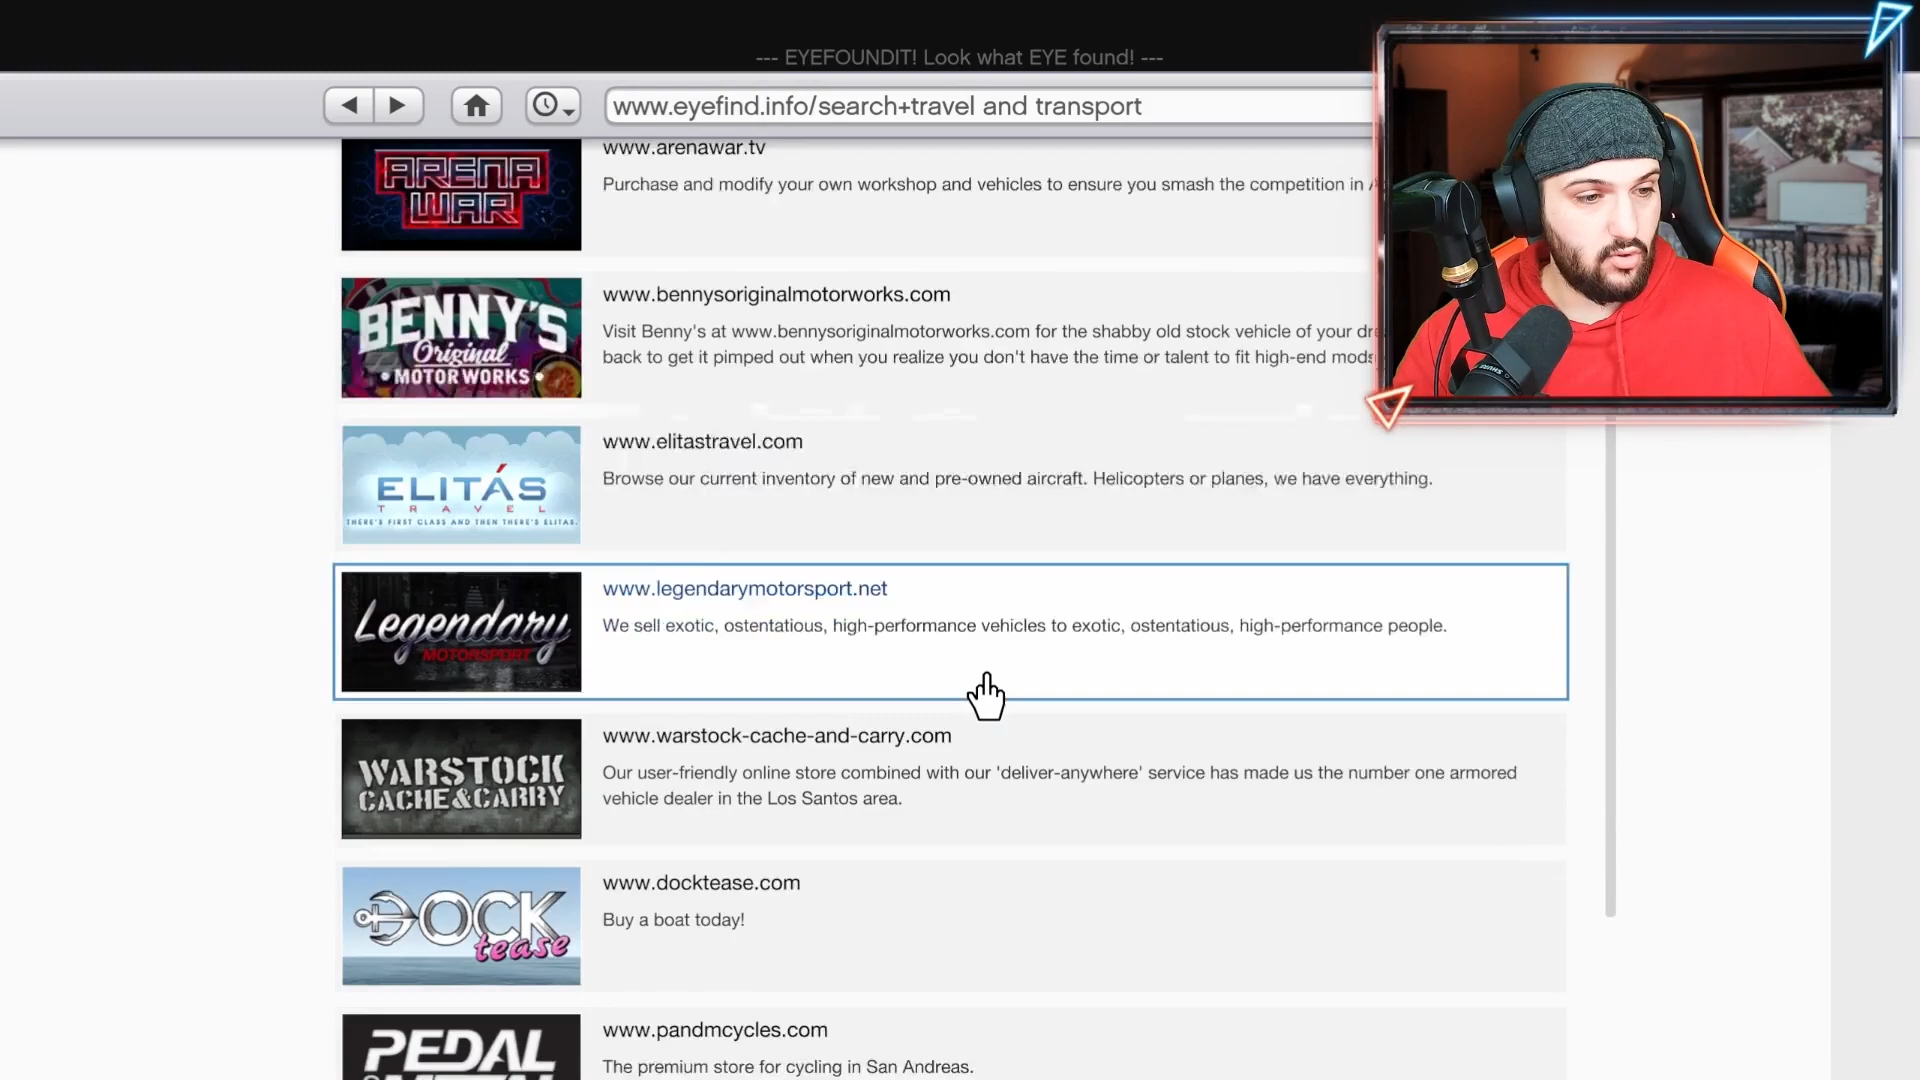 --- EYEFOUNDIT! Look what EYE found! ---
www.eyefind.info/search+travel and transport
ARENA
WAR
www.arenawar.tv
Purchase and modify your own workshop and vehicles to ensure you smash the competition in
BENNY'S
Original
MOTORWORKS
www.bennysoriginalmotorworks.com
Visit Benny's at www.bennysoriginalmotorworks.com for the shabby old stock vehicle of your
back to get it pimped out when you realize you don't have the time or talent to fit high-end mods
ELITÁS
TRAVEL
THERE'S FIRST CLASS AND THEN THERE'S ELITAS.
www.elitastravel.com
Browse our current inventory of new and pre-owned aircraft. Helicopters or planes, we have everything.
Legendary
MOTORSPORT
www.legendarymotorsport.net
We sell exotic, ostentatious, high-performance vehicles to exotic, ostentatious, high-performance people.
WARSTOCK
CACHE&CARRY
www.warstock-cache-and-carry.com
Our user-friendly online store combined with our 'deliver-anywhere' service has made us the number one armored
vehicle dealer in the Los Santos area.
DOCK
tease
www.docktease.com
Buy a boat today!
PEDAL
www.pandmcycles.com
The premium store for cycling in San Andreas.